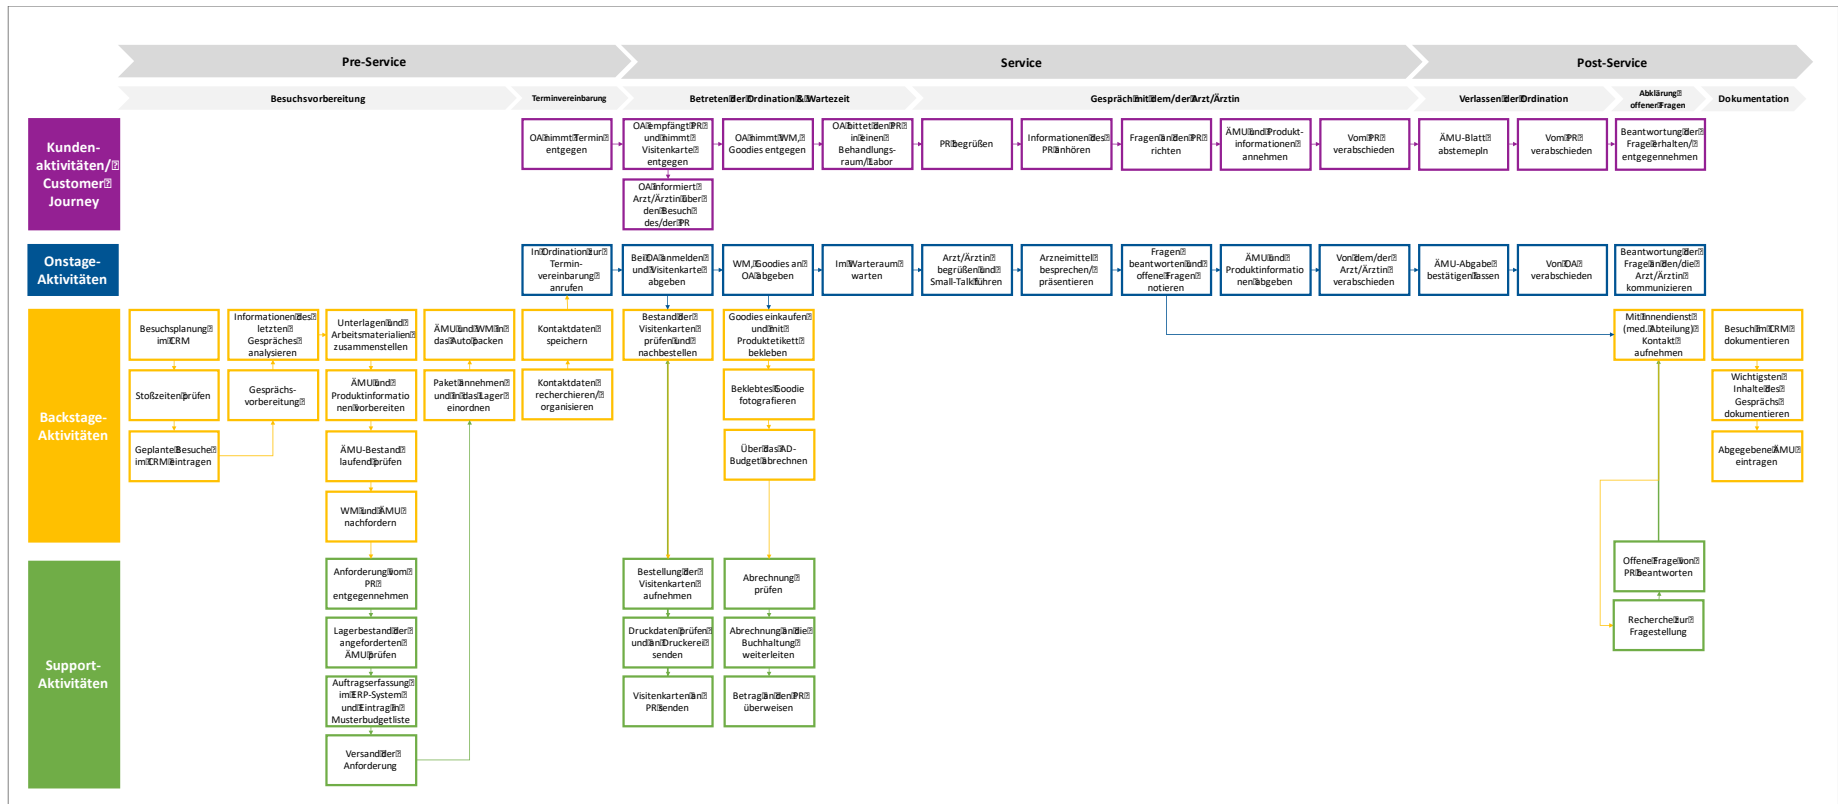 Pre-Service
Service
Post-Service
Besuchsvorbereitung
Terminvereinbarung
Betreten der Ordination & Wartezeit
Gespräch mit dem/der Arzt/Ärztin
Verlassen der Ordination
Abklärung
offener Fragen
Dokumentation
Kunden-
aktivitäten/
Customer
Journey
OA nimmt Termin
entgegen
OA empfängt PR
und nimmt
Visitenkarte
entgegen
OA nimmt WM,
Goodies entgegen
OA bittet den PR
in einen
Behandlungs-
raum/ Labor
PR begrüßen
Informationen des
PR anhören
Fragen an den PR
richten
ÄMU und Produkt-
informationen
annehmen
Vom PR
verabschieden
ÄMU-Blatt
abstempln
Vom PR
verabschieden
Beantwortung der
Frage erhalten/
entgegennehmen
OA informiert
Arzt/Ärztin über
den Besuch
des/der PR
Onstage-
Aktivitäten
In Ordination zur
Termin-
vereinbarung
anrufen
Bei OA anmelden
und Visitenkarte
abgeben
WM, Goodies an
OA abgeben
Im Warteraum
warten
Arzt/Ärztin
begrüßen und
Small-Talk führen
Arzneimittel
besprechen/
präsentieren
Fragen
beantworten und
offene Fragen
notieren
ÄMU und
Produktinformatio
nen abgeben
Von dem/der
Arzt/Ärztin
verabschieden
ÄMU-Abgabe
bestätigen lassen
Von OA
verabschieden
Beantwortung der
Frage an den/die
Arzt/Ärztin
kommunizieren
Backstage-
Aktivitäten
Besuchsplanung
im CRM
Informationen des
letzten
Gespräches
analysieren
Unterlagen und
Arbeitsmaterialien
zusammenstellen
ÄMU und WM in
das Auto packen
Kontaktdaten
speichern
Bestand der
Visitenkarten
prüfen und
nachbestellen
Goodies einkaufen
und mit
Produktetikett
bekleben
Mit Innendienst
(med. Abteilung)
Kontakt
aufnehmen
Besuch im CRM
dokumentieren
Stoßzeiten prüfen
Gesprächs-
vorbereitung
ÄMU und
Produktinformatio
nen vorbereiten
Paket annehmen
und in das Lager
einordnen
Kontaktdaten
recherchieren/
organisieren
Beklebtes Goodie
fotografieren
Wichtigsten
Inhalte des
Gesprächs
dokumentieren
Geplante Besuche
im CRM eintragen
ÄMU-Bestand
laufend prüfen
Über das AD-
Budget abrechnen
Abgegebene ÄMU
eintragen
WM und ÄMU
nachfordern
Support-
Aktivitäten
Anforderung vom
PR
entgegennehmen
Bestellung der
Visitenkarten
aufnehmen
Abrechnung
prüfen
Offene Frage von
PR beantworten
Lagerbestand der
angeforderten
ÄMU prüfen
Druckdaten prüfen
und an Druckerei
senden
Abrechnung an die
Buchhaltung
weiterleiten
Recherche zur
Fragestellung
Auftragserfassung
im ERP-System
und Eintrag in
Musterbudgetliste
Visitenkarten an
PR senden
Betrag an den PR
überweisen
Versand der
Anforderung